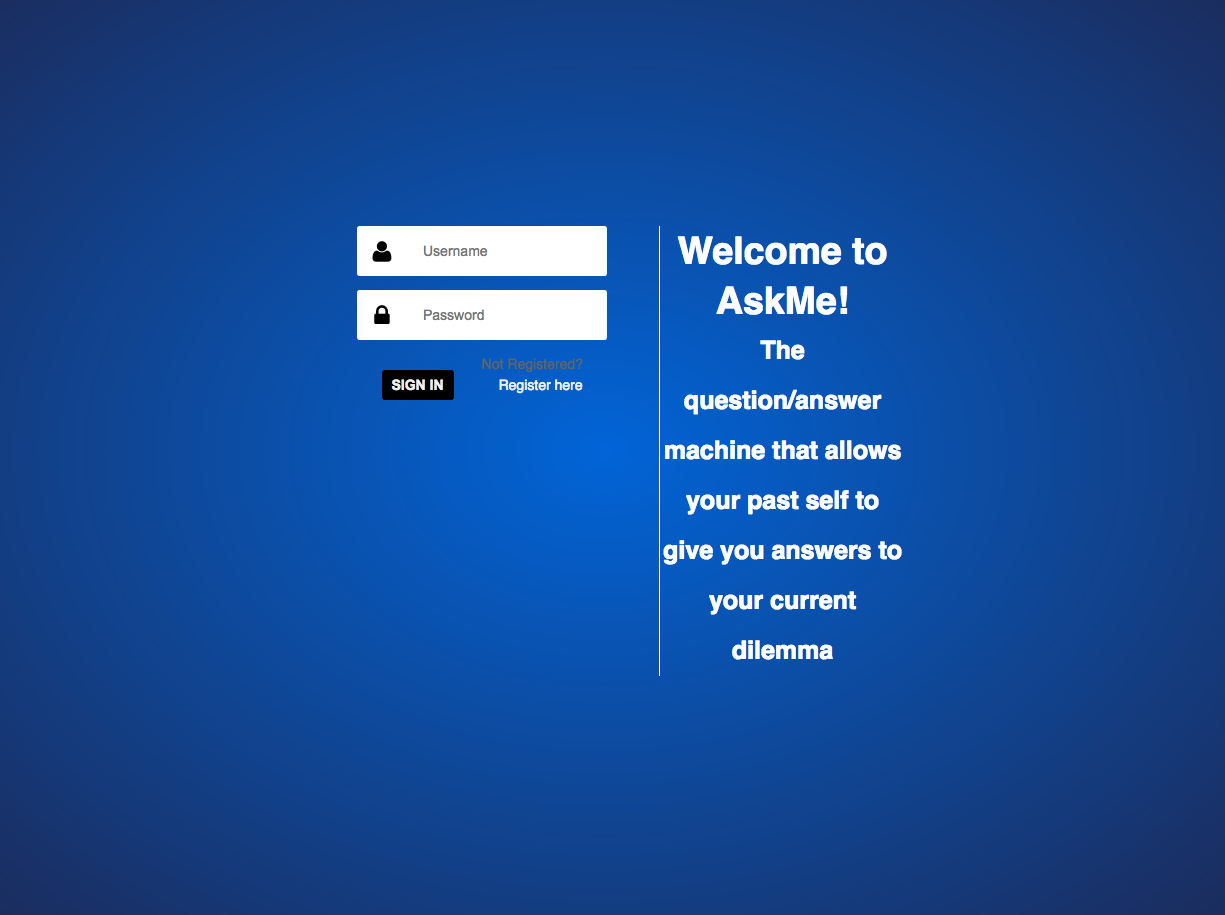 Username
Password
Not Registered?
SIGN IN
Register here
Welcome to
AskMe!
The
question/answer
machine that allows
your past self to
give you answers to
your current
dilemma